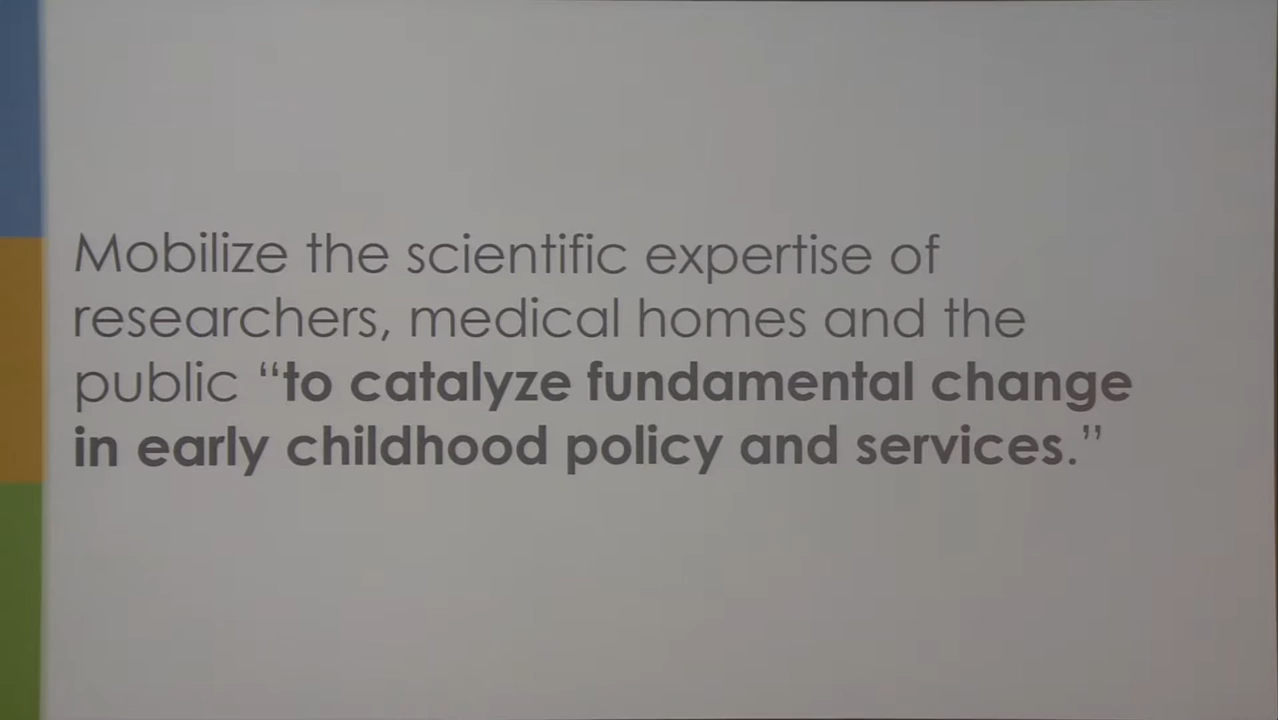 Mobilize the scientific expertise of
researchers, medical homes and the
public “to catalyze fundamental change
in early childhood policy and services.”